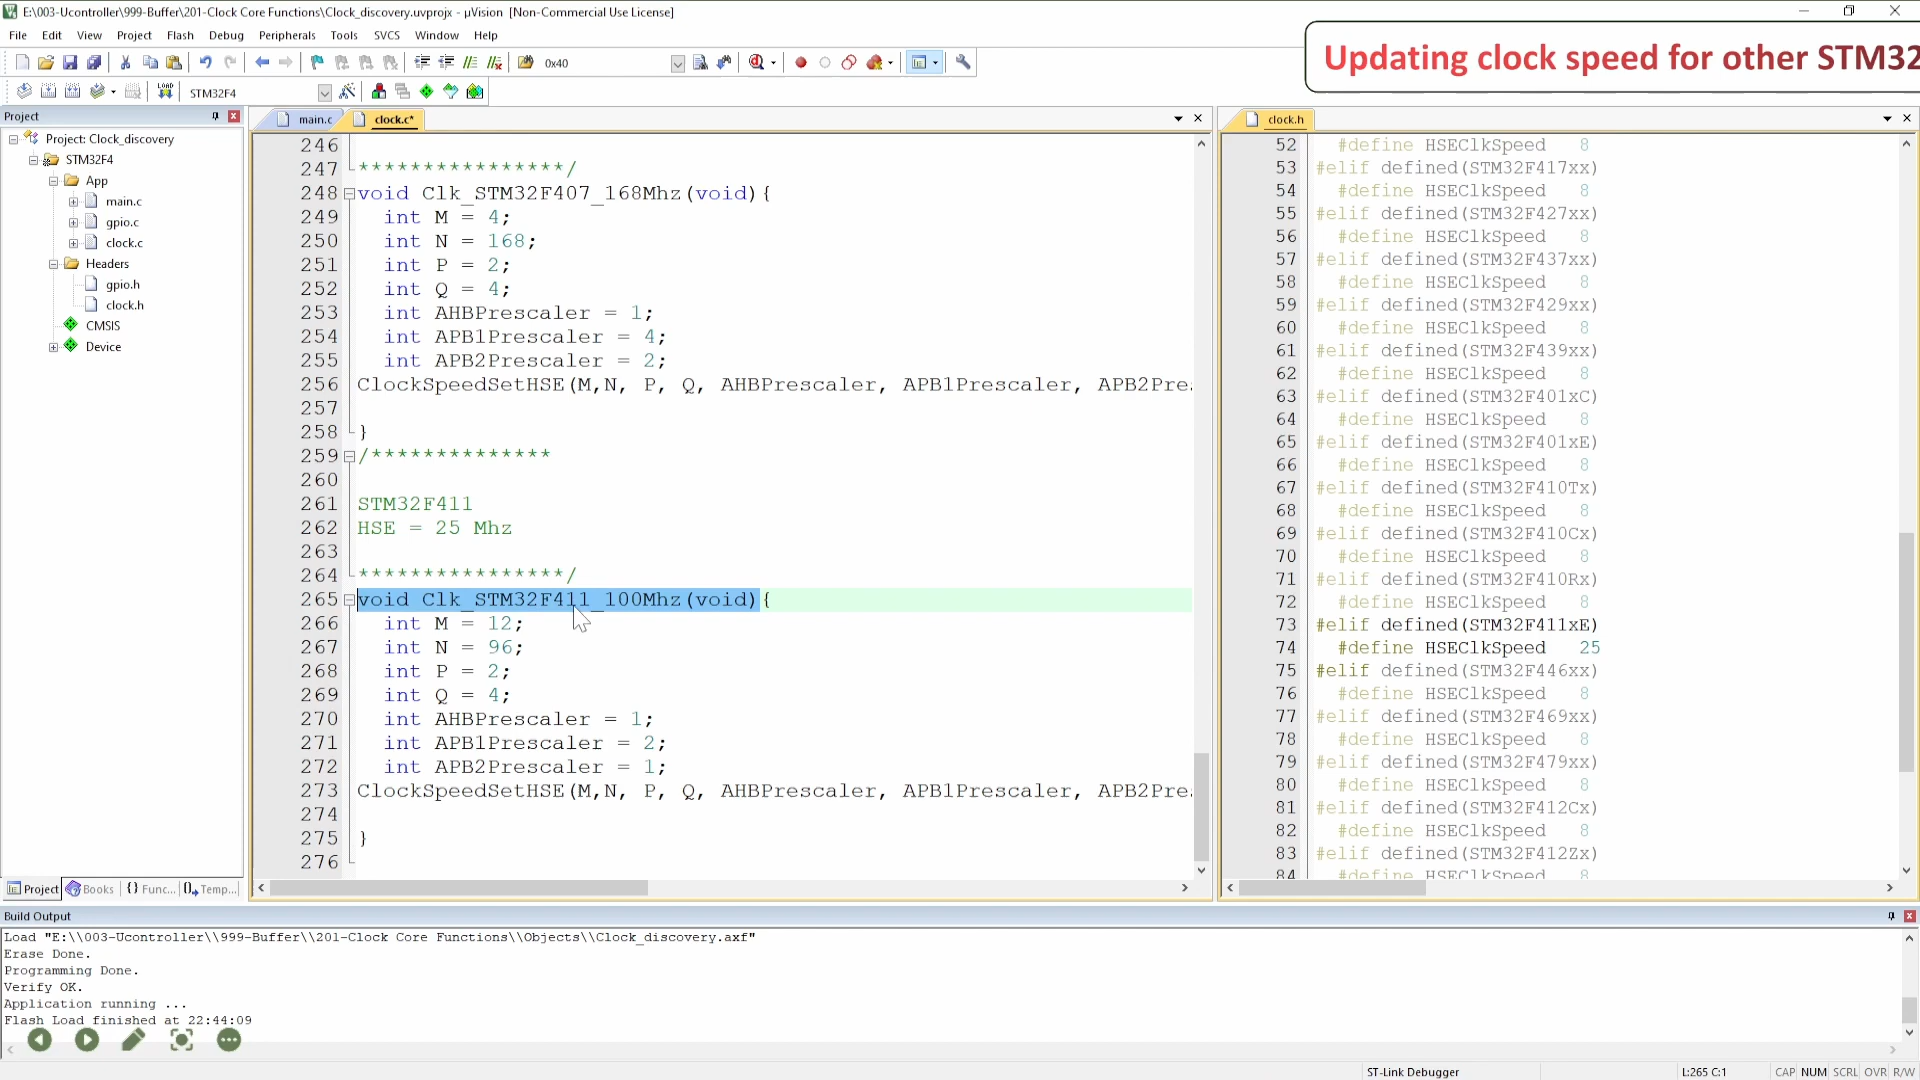 E:\003-Ucontroller\999-Buffer\201-Clock Core Functions\Clock_discovery.uvprojx - µVision [Non-Commercial Use License]
File Edit View Project Flash Debug Peripherals Tools SVCS Window Help
0x40
Updating clock speed for other STM32
LOAD STM32F4
Project
Project: Clock_discovery
STM32F4
App
main.c
gpio.c
clock.c
Headers
gpio.h
clock.h
CMSIS
Device
Project Books {} Func... Temp...
main.c clock.c*
246
247 ****************/
248 void Clk_STM32F407_168Mhz(void){
249 int M = 4;
250 int N = 168;
251 int P = 2;
252 int Q = 4;
253 int AHBPrescaler = 1;
254 int APB1Prescaler = 4;
255 int APB2Prescaler = 2;
256 ClockSpeedSetHSE(M,N, P, Q, AHBPrescaler, APB1Prescaler, APB2Pre
257
258 }
259 /**************
260
261 STM32F411
262 HSE = 25 Mhz
263
264 ****************/
265 void Clk_STM32F411_100Mhz(void){
266 int M = 12;
267 int N = 96;
268 int P = 2;
269 int Q = 4;
270 int AHBPrescaler = 1;
271 int APB1Prescaler = 2;
272 int APB2Prescaler = 1;
273 ClockSpeedSetHSE(M,N, P, Q, AHBPrescaler, APB1Prescaler, APB2Pre
274
275 }
276
clock.h
52 #define HSEClkSpeed 8
53 #elif defined(STM32F417xx)
54 #define HSEClkSpeed 8
55 #elif defined(STM32F427xx)
56 #define HSEClkSpeed 8
57 #elif defined(STM32F437xx)
58 #define HSEClkSpeed 8
59 #elif defined(STM32F429xx)
60 #define HSEClkSpeed 8
61 #elif defined(STM32F439xx)
62 #define HSEClkSpeed 8
63 #elif defined(STM32F401xC)
64 #define HSEClkSpeed 8
65 #elif defined(STM32F401xE)
66 #define HSEClkSpeed 8
67 #elif defined(STM32F410Tx)
68 #define HSEClkSpeed 8
69 #elif defined(STM32F410Cx)
70 #define HSEClkSpeed 8
71 #elif defined(STM32F410Rx)
72 #define HSEClkSpeed 8
73 #elif defined(STM32F411xE)
74 #define HSEClkSpeed 25
75 #elif defined(STM32F446xx)
76 #define HSEClkSpeed 8
77 #elif defined(STM32F469xx)
78 #define HSEClkSpeed 8
79 #elif defined(STM32F479xx)
80 #define HSEClkSpeed 8
81 #elif defined(STM32F412Cx)
82 #define HSEClkSpeed 8
83 #elif defined(STM32F412Zx)
84 #define HSEClkSpeed 8
Build Output
Load "E:\\003-Ucontroller\\999-Buffer\\201-Clock Core Functions\\Objects\\Clock_discovery.axf"
Erase Done.
Programming Done.
Verify OK.
Application running ...
Flash Load finished at 22:44:09
ST-Link Debugger L:265 C:1 CAP NUM SCRL OVR R/W